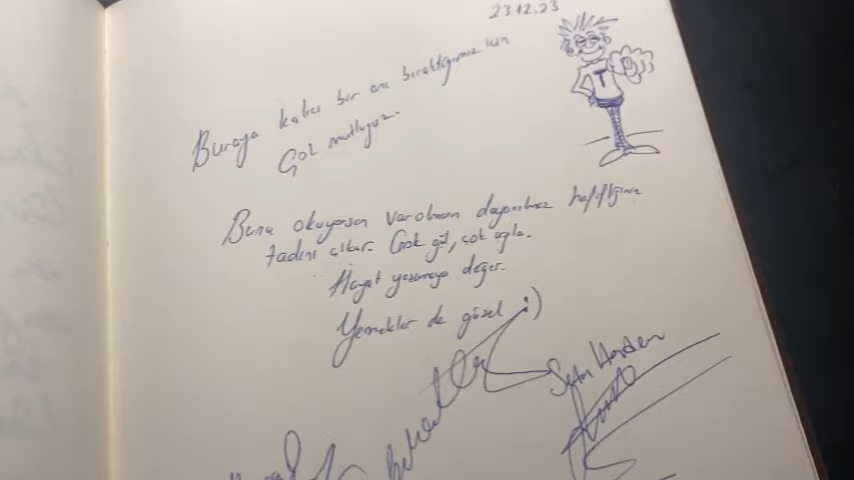 23.12.23
Buraya kalıcı bir anı bıraktığımız için
Çok mutluyuz.
Bunu okuyorsan varolmanın dayanılmaz hafifliğinin
tadını çıkar. Çok gül, çok ağla.
Hayat yaşamaya değer.
Yemekler de güzel :)
T